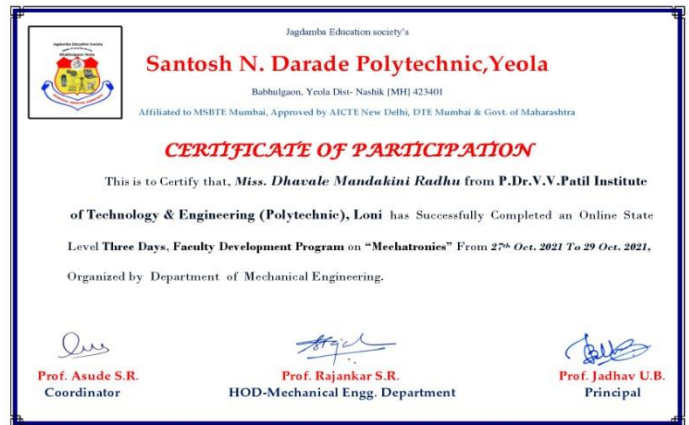 Jagdamba Education society's
Santosh N. Darade Polytechnic,Yeola
Babhulgaon, Yeola Dist- Nashik [MH] 423401
Affiliated to MSBTE Mumbai, Approved by AICTE New Delhi, DTE Mumbai & Govt. of Maharashtra
CERTIFICATE OF PARTICIPATION
This is to Certify that, Miss. Dhavale Mandakini Radhu from P.Dr.V.V.Patil Institute
of Technology & Engineering (Polytechnic), Loni has Successfully Completed an Online State
Level Three Days, Faculty Development Program on “Mechatronics” From 27th Oct. 2021 To 29 Oct. 2021,
Organized by Department of Mechanical Engineering.
Prof. Asude S.R.
Coordinator
Prof. Rajankar S.R.
HOD-Mechanical Engg. Department
Prof. Jadhav U.B.
Principal